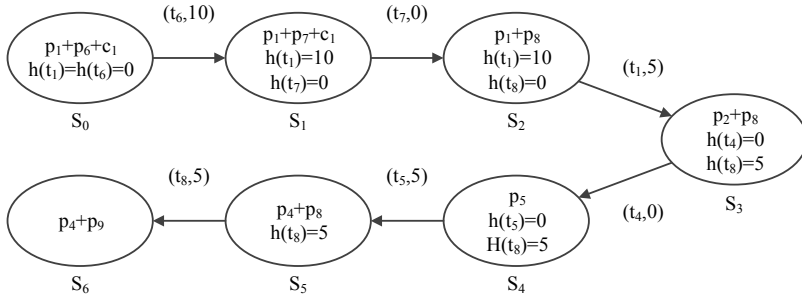 (t6,10)
(t7,0)
p1+p6+c1
h(t1)=h(t6)=0
p1+p7+c1
h(t1)=10
h(t7)=0
p1+p8
h(t1)=10
h(t8)=0
(t1,5)
S0
S1
S2
p2+p8
h(t4)=0
h(t8)=5
S3
(t8,5)
(t5,5)
(t4,0)
p4+p9
p4+p8
h(t8)=5
p5
h(t5)=0
H(t8)=5
S6
S5
S4